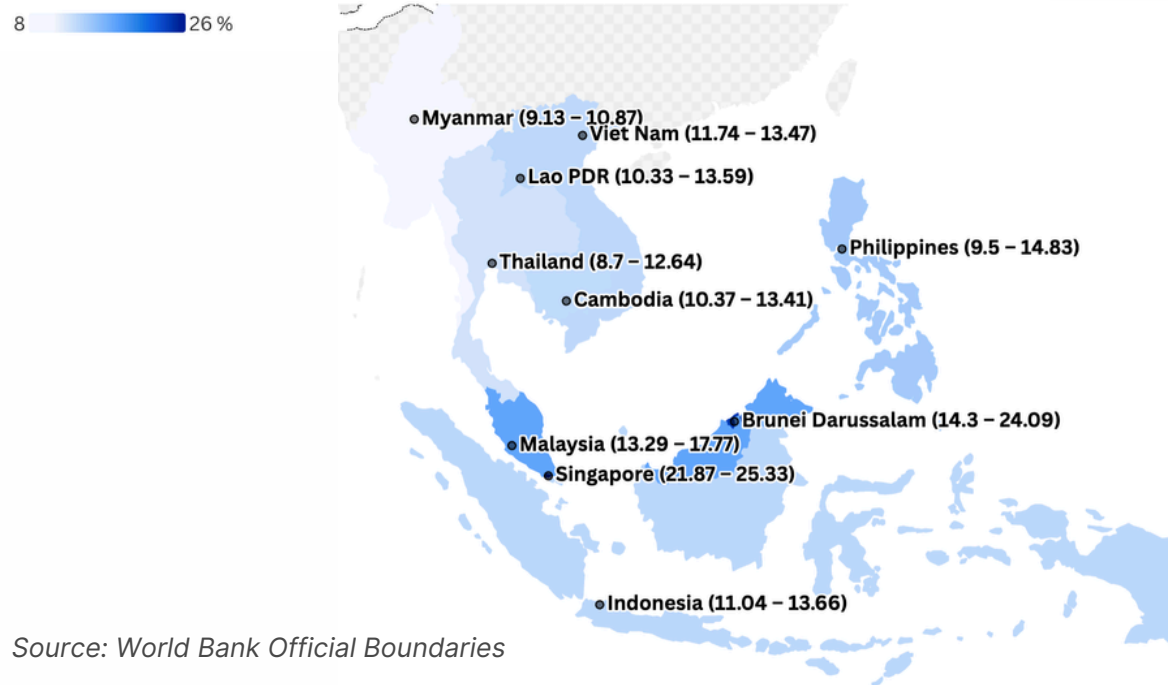 8 26 %
Myanmar (9.13 – 10.87)
Viet Nam (11.74 – 13.47)
Lao PDR (10.33 – 13.59)
Philippines (9.5 – 14.83)
Thailand (8.7 – 12.64)
Cambodia (10.37 – 13.41)
Brunei Darussalam (14.3 – 24.09)
Malaysia (13.29 – 17.77)
Singapore (21.87 – 25.33)
Indonesia (11.04 – 13.66)
Source: World Bank Official Boundaries